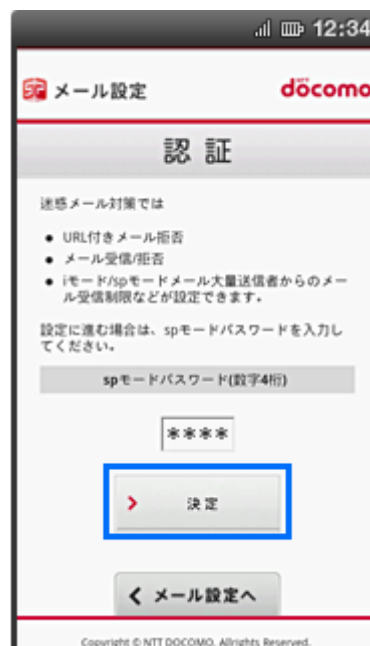 12:34
メール設定
NTT
döcomo
認 証
迷惑メール対策では
● URL付きメール拒否
● メール受信/拒否
● iモード/spモードメール大量送信者からのメー
ル受信制限などが設定できます。
設定に進む場合は、spモードパスワードを入力し
てください。
spモードパスワード(数字4桁)
****
決定
メール設定へ
Copyright © NTT DOCOMO, Allrights Reserved.